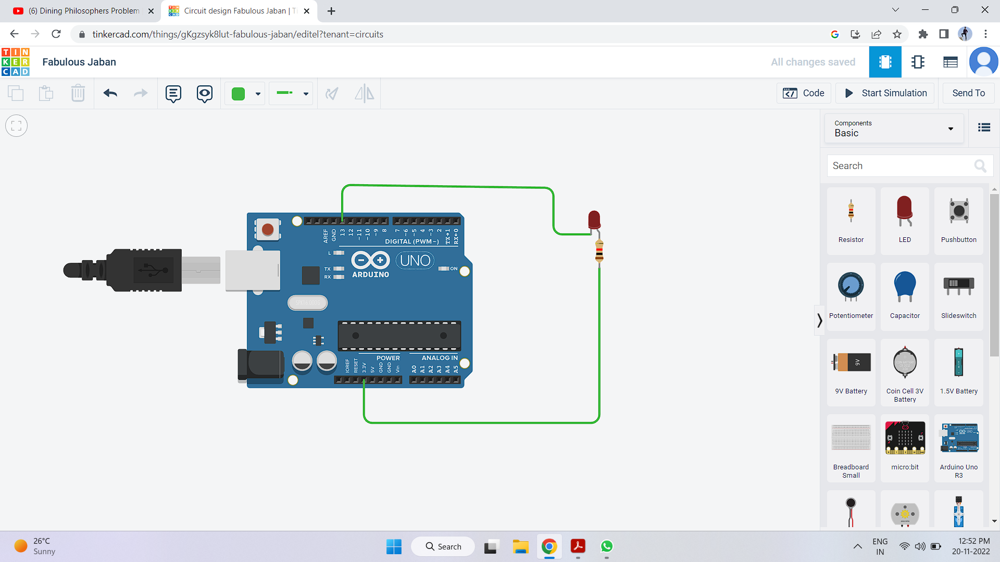 (6) Dining Philosophers Problem
Circuit design Fabulous Jaban | Ti
tinkercad.com/things/gKgzsyk8lut-fabulous-jaban/editel?tenant=circuits
TIN
KER
CAD
Fabulous Jaban
All changes saved
Code
Start Simulation
Send To
Components
Basic
Search
AREF
GND
13
12
~11
~10
~9
8
7
~6
~5
4
~3
2
TX→1
RX←0
DIGITAL (PWM~)
L
TX
RX
UNO
ARDUINO
ON
POWER
ANALOG IN
IOREF
RESET
3.3V
5V
GND
GND
Vin
A0
A1
A2
A3
A4
A5
Resistor
LED
Pushbutton
Potentiometer
Capacitor
Slideswitch
9V
9V Battery
Coin Cell 3V
Battery
1.5V Battery
Breadboard
Small
micro:bit
Arduino Uno
R3
26°C
Sunny
Search
ENG
IN
12:52 PM
20-11-2022